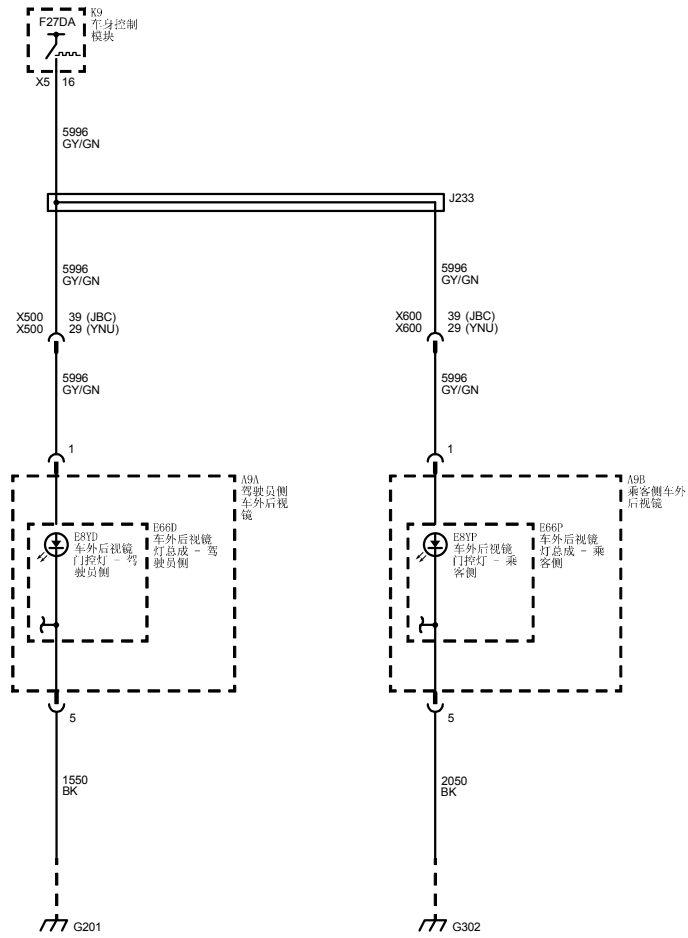 K9
车身控制
模块
F27DA
X5 16
5996
GY/GN
J233
5996
GY/GN
5996
GY/GN
X500 39 (JBC)
X500 29 (YNU)
X600 39 (JBC)
X600 29 (YNU)
5996
GY/GN
5996
GY/GN
1
1
A9A
驾驶员侧
车外后视
镜
A9B
乘客侧车外
后视镜
E8YD
车外后视镜
门控灯 - 驾
驶员侧
E66D
车外后视镜
灯总成 - 驾
驶员侧
E8YP
车外后视镜
门控灯 - 乘
客侧
E66P
车外后视镜
灯总成 - 乘
客侧
5
5
1550
BK
2050
BK
G201
G302